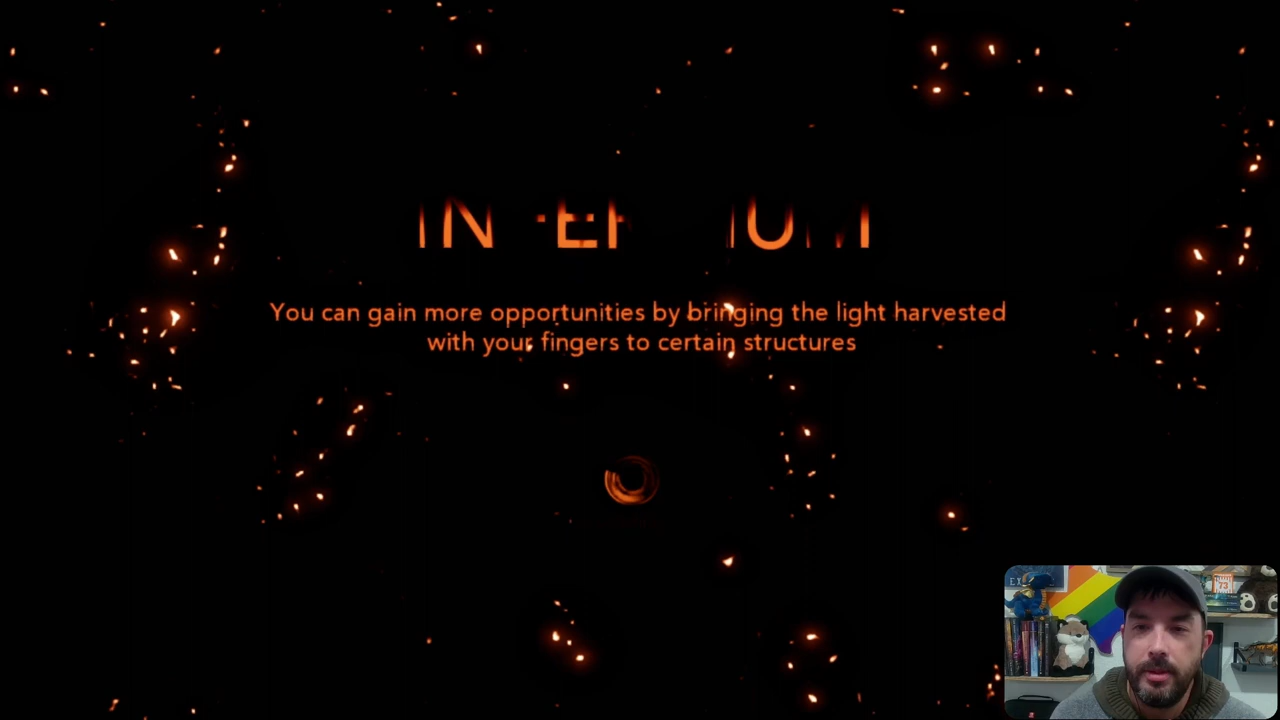 You can gain more opportunities by bringing the light harvested
with your fingers to certain structures